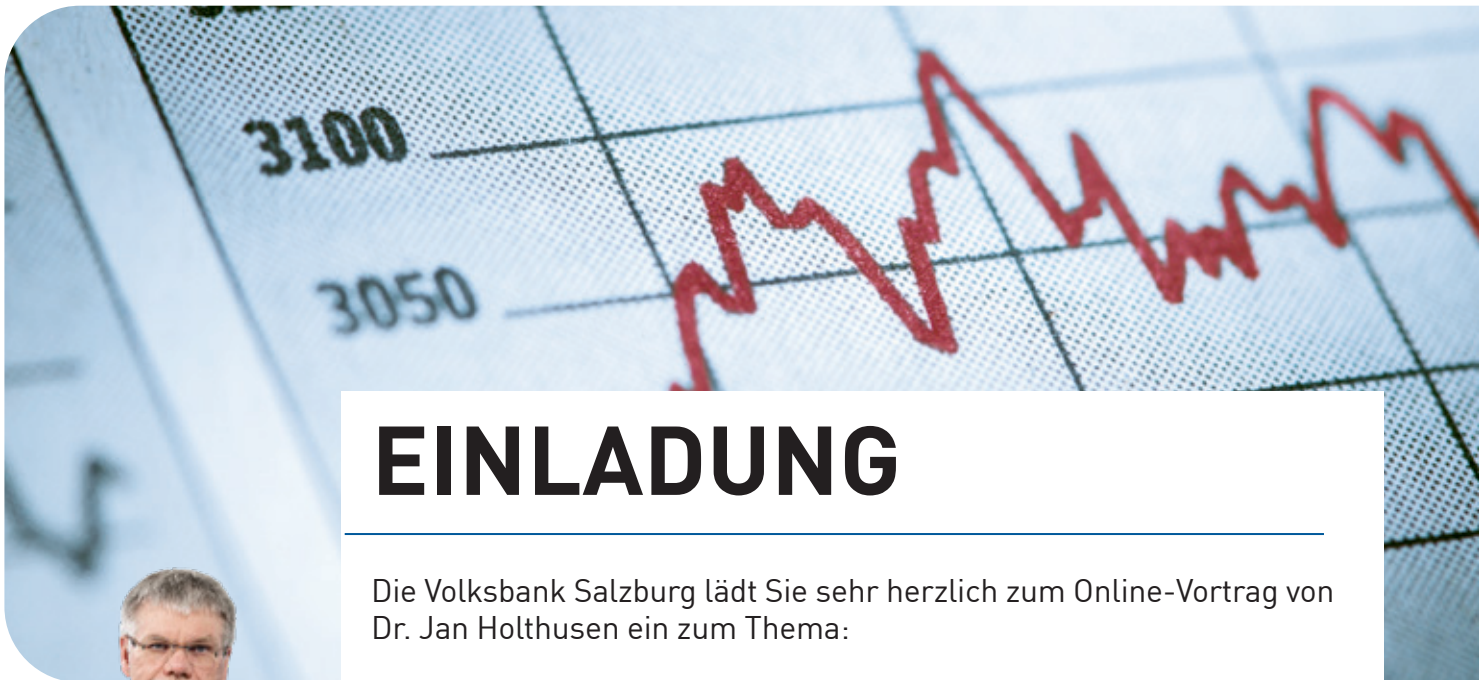 3100
3050
EINLADUNG
Die Volksbank Salzburg lädt Sie sehr herzlich zum Online-Vortrag von
Dr. Jan Holthusen ein zum Thema: